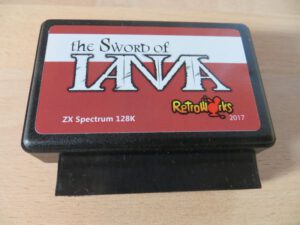 the Sword of
IANNA
RetroWorks
ZX Spectrum 128K
2017